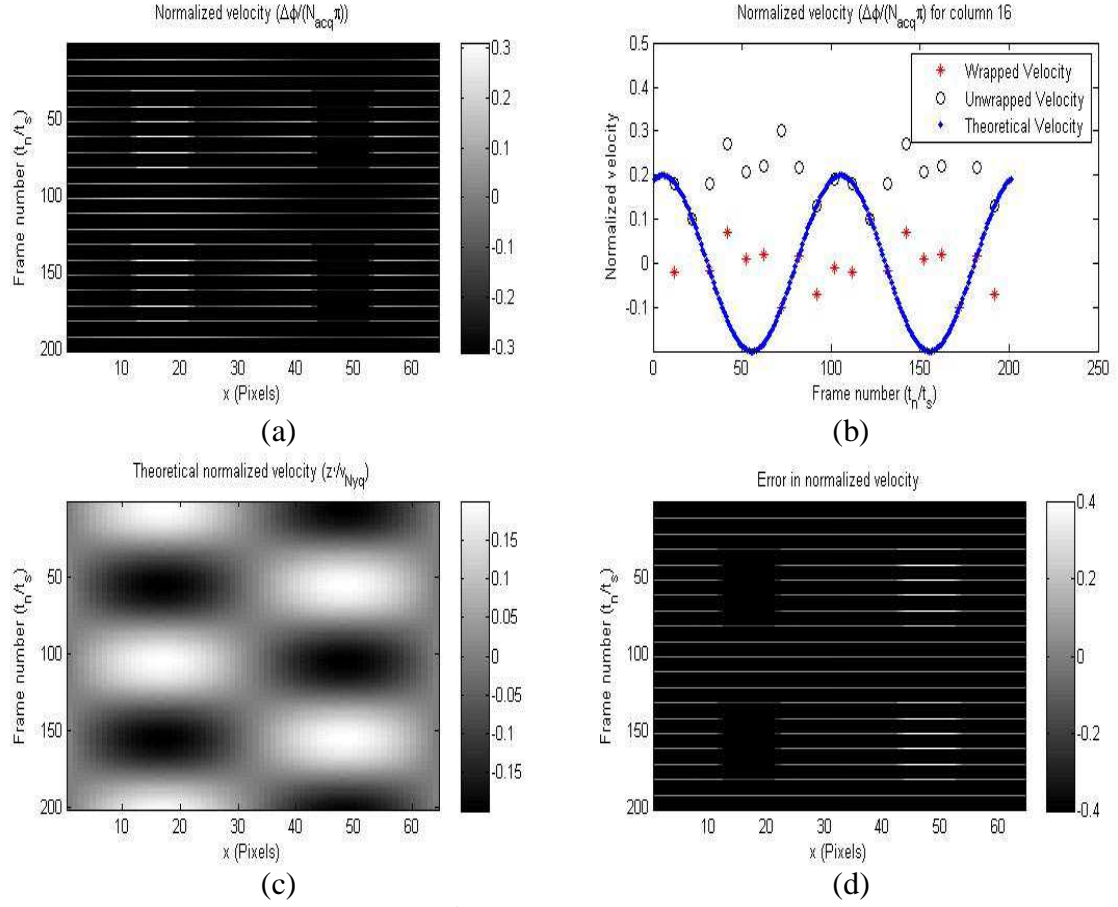 Normalized velocity (Δϕ/(N_acq π))
Frame number (t_n/t_s)
50
100
150
200
10 20 30 40 50 60
x (Pixels)
0.3
0.2
0.1
0
-0.1
-0.2
-0.3
(a)
Normalized velocity (Δϕ/(N_acq π) for column 16
Normalized velocity
0.5
0.4
0.3
0.2
0.1
0
-0.1
0 50 100 150 200 250
Frame number (t_n/t_s)
Wrapped Velocity
Unwrapped Velocity
Theoretical Velocity
(b)
Theoretical normalized velocity (z'/v_Nyq)
Frame number (t_n/t_s)
50
100
150
200
10 20 30 40 50 60
x (Pixels)
0.15
0.1
0.05
0
-0.05
-0.1
-0.15
(c)
Error in normalized velocity
Frame number (t_n/t_s)
50
100
150
200
10 20 30 40 50 60
x (Pixels)
0.4
0.2
0
-0.2
-0.4
(d)